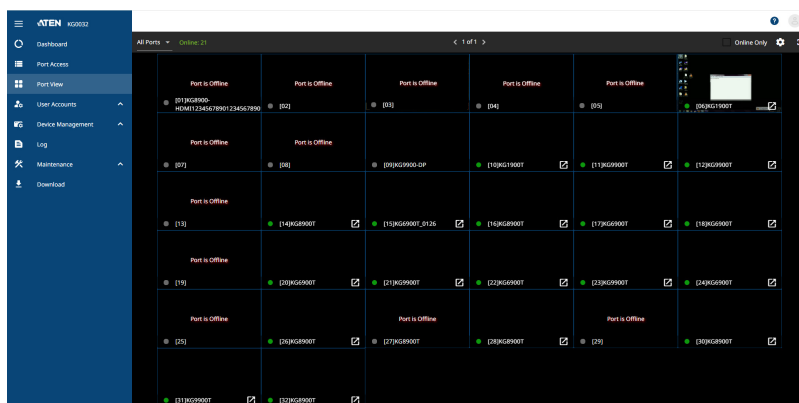 ATEN KG0032
Dashboard
Port Access
Port View
User Accounts
Device Management
Log
Maintenance
Download
All Ports
Online: 21
< 1 of 1 >
Online Only
Port is Offline
[01]KG8900-
HDMI12345678901234567890
Port is Offline
[02]
Port is Offline
[03]
Port is Offline
[04]
Port is Offline
[05]
[06]KG1900T
Port is Offline
[07]
Port is Offline
[08]
[09]KG9900-DP
[10]KG1900T
[11]KG9900T
[12]KG9900T
Port is Offline
[13]
[14]KG8900T
[15]KG6900T_0126
[16]KG8900T
[17]KG6900T
[18]KG6900T
Port is Offline
[19]
[20]KG6900T
[21]KG9900T
[22]KG6900T
[23]KG9900T
[24]KG6900T
Port is Offline
[25]
[26]KG8900T
Port is Offline
[27]KG8900T
[28]KG8900T
Port is Offline
[29]
[30]KG8900T
[31]KG9900T
[32]KG8900T